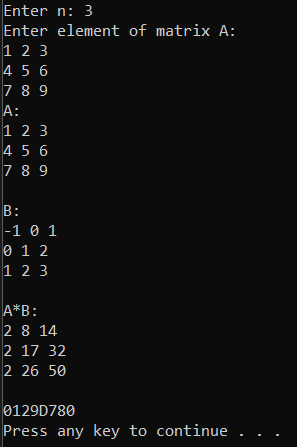 Enter n: 3
Enter element of matrix A:
1 2 3
4 5 6
7 8 9
A:
1 2 3
4 5 6
7 8 9
B:
-1 0 1
0 1 2
1 2 3
A*B:
2 8 14
2 17 32
2 26 50
0129D780
Press any key to continue . . .